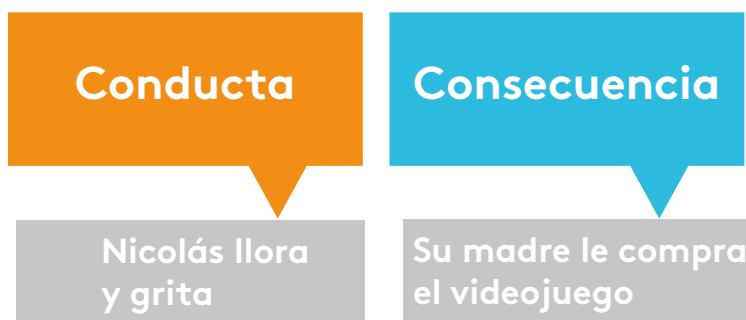 Conducta
Consecuencia
Nicolás llora
y grita
Su madre le compra
el videojuego